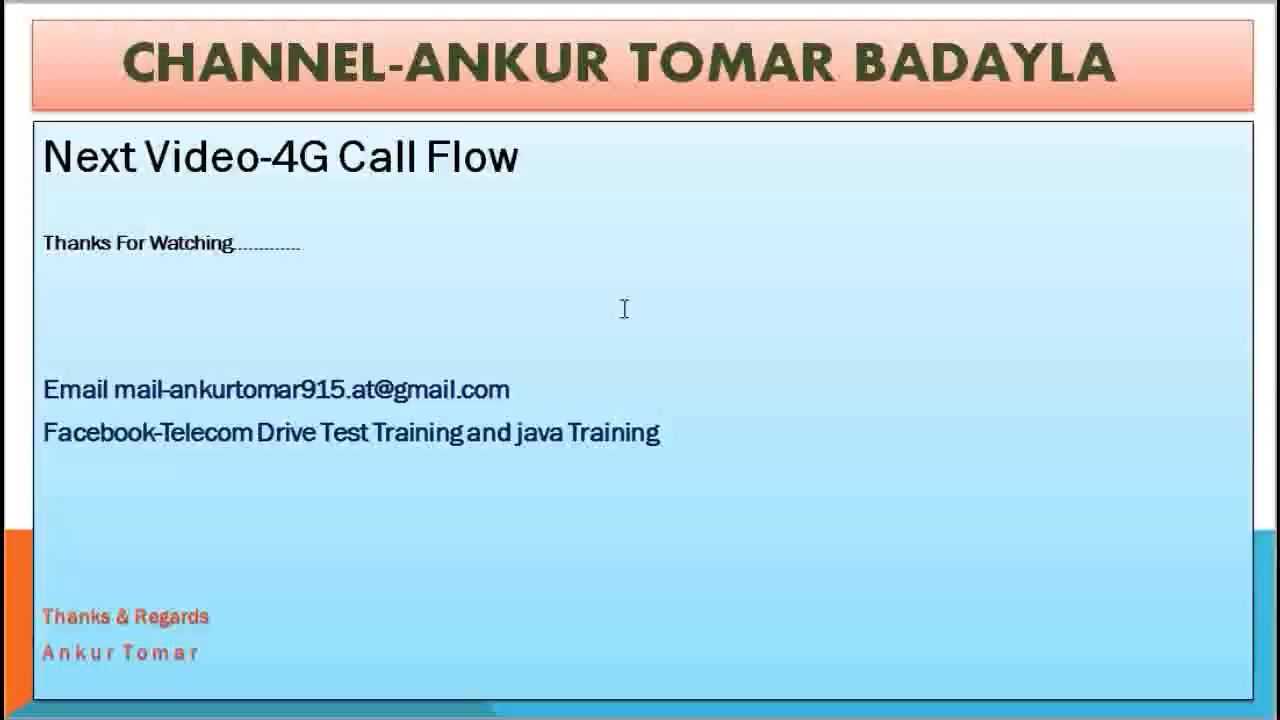 CHANNEL-ANKUR TOMAR BADAYLA
Next Video-4G Call Flow
Thanks For Watching.............
Email mail-ankurtomar915.at@gmail.com
Facebook-Telecom Drive Test Training and java Training
Thanks & Regards
Ankur Tomar